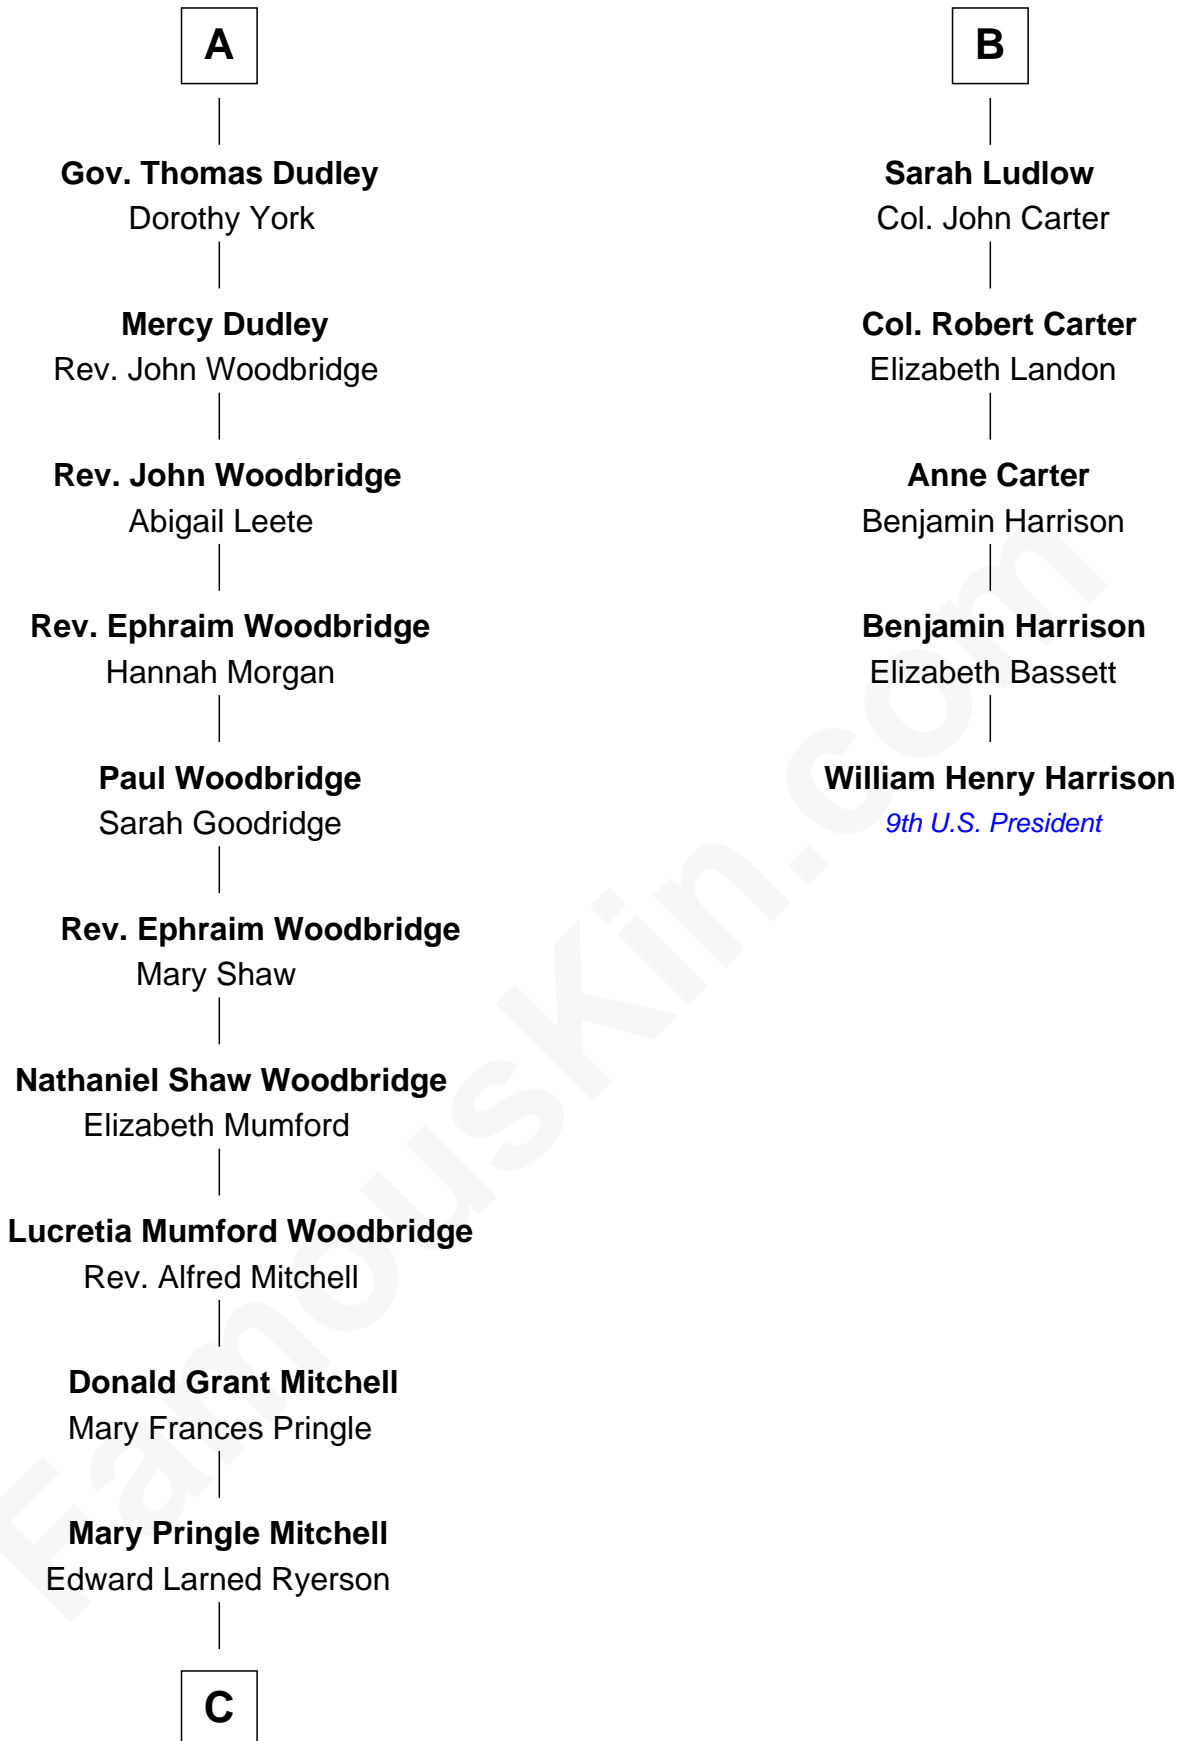 A
Gov. Thomas Dudley
Dorothy York
Mercy Dudley
Rev. John Woodbridge
Rev. John Woodbridge
Abigail Leete
Rev. Ephraim Woodbridge
Hannah Morgan
Paul Woodbridge
Sarah Goodridge
Rev. Ephraim Woodbridge
Mary Shaw
Nathaniel Shaw Woodbridge
Elizabeth Mumford
Lucretia Mumford Woodbridge
Rev. Alfred Mitchell
Donald Grant Mitchell
Mary Frances Pringle
Mary Pringle Mitchell
Edward Larned Ryerson
C
B
Sarah Ludlow
Col. John Carter
Col. Robert Carter
Elizabeth Landon
Anne Carter
Benjamin Harrison
Benjamin Harrison
Elizabeth Bassett
William Henry Harrison
9th U.S. President
FamousKin.com